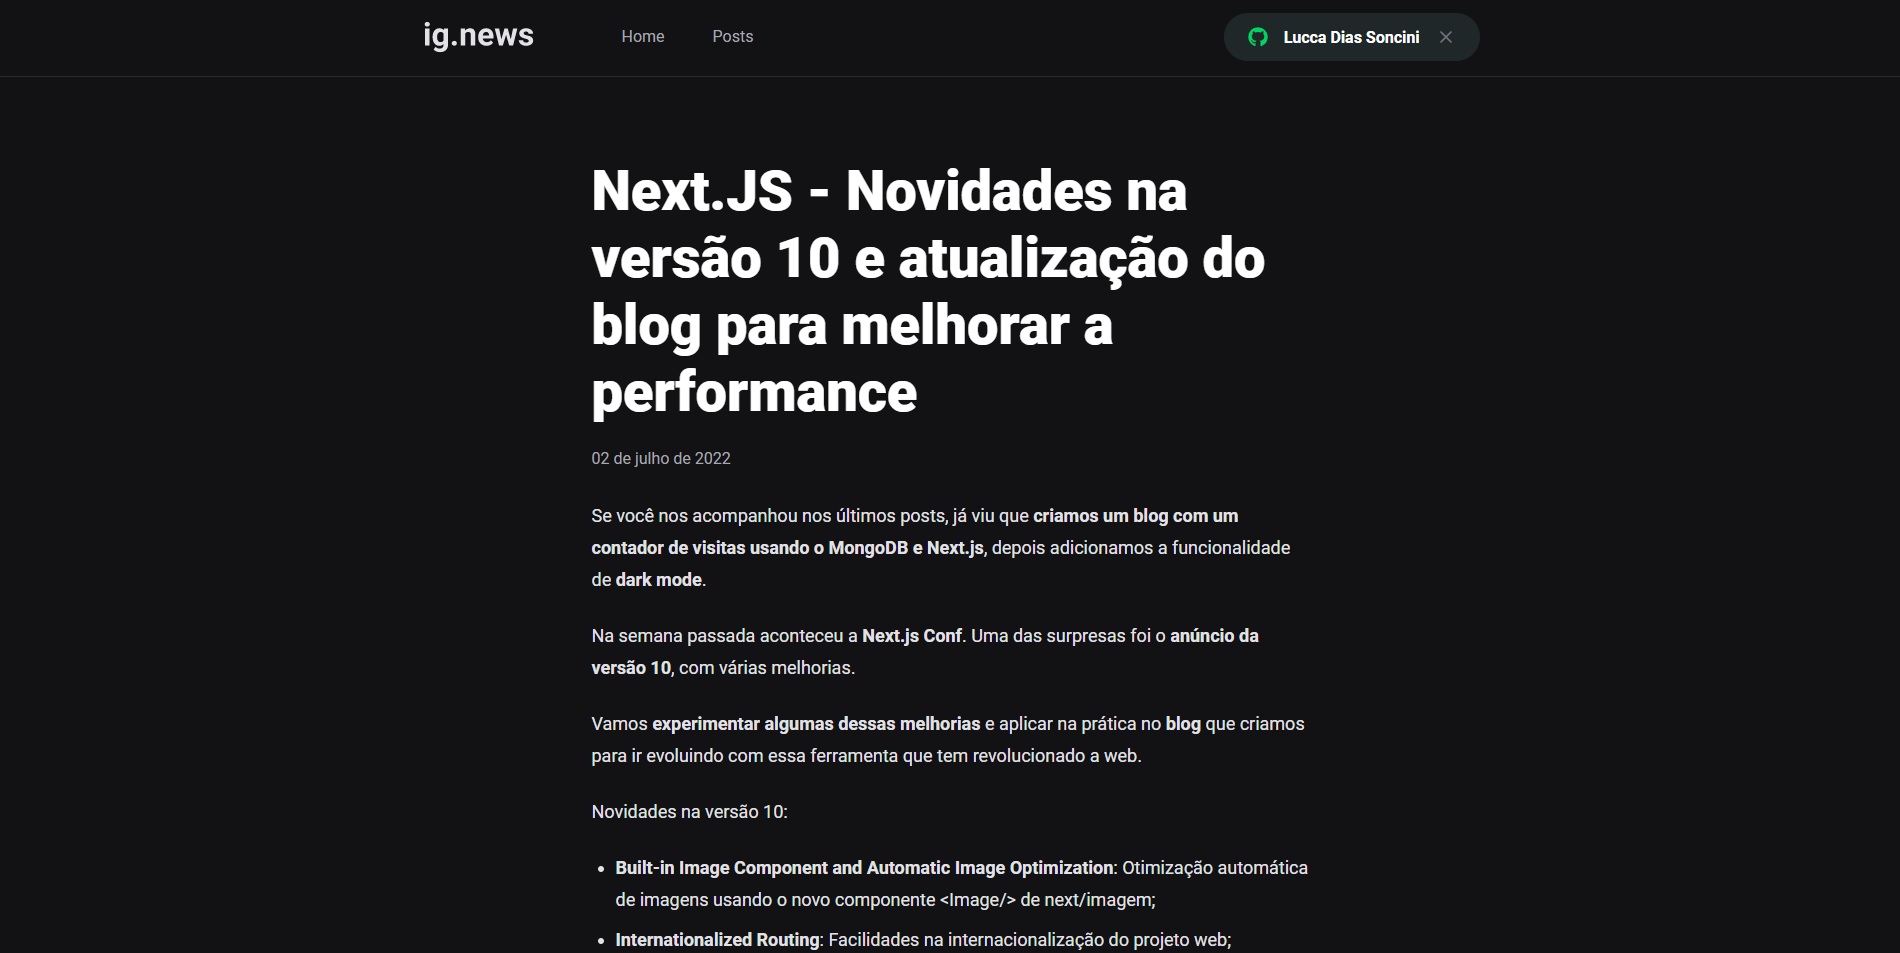 ig.news
Home
Posts
Lucca Dias Soncini
Next.JS - Novidades na
versão 10 e atualização do
blog para melhorar a
performance
02 de julho de 2022
Se você nos acompanhou nos últimos posts, já viu que criamos um blog com um
contador de visitas usando o MongoDB e Next.js, depois adicionamos a funcionalidade
de dark mode.
Na semana passada aconteceu a Next.js Conf. Uma das surpresas foi o anúncio da
versão 10, com várias melhorias.
Vamos experimentar algumas dessas melhorias e aplicar na prática no blog que criamos
para ir evoluindo com essa ferramenta que tem revolucionado a web.
Novidades na versão 10:
• Built-in Image Component and Automatic Image Optimization: Otimização automática
de imagens usando o novo componente <Image/> de next/imagem;
• Internationalized Routing: Facilidades na internacionalização do projeto web;